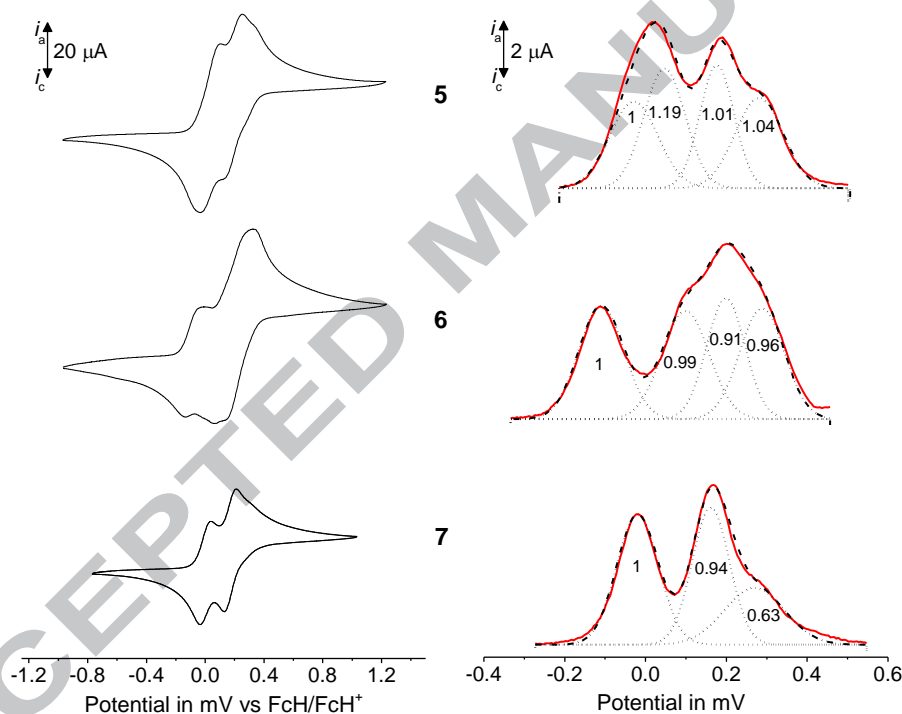 i_a
20 μA
i_c
i_a
2 μA
i_c
5
1
1.19
1.01
1.04
6
1
0.99
0.91
0.96
7
1
0.94
0.63
-1.2 -0.8 -0.4 0.0 0.4 0.8 1.2
Potential in mV vs FcH/FcH⁺
-0.4 -0.2 0.0 0.2 0.4 0.6
Potential in mV
CEPTED MANU